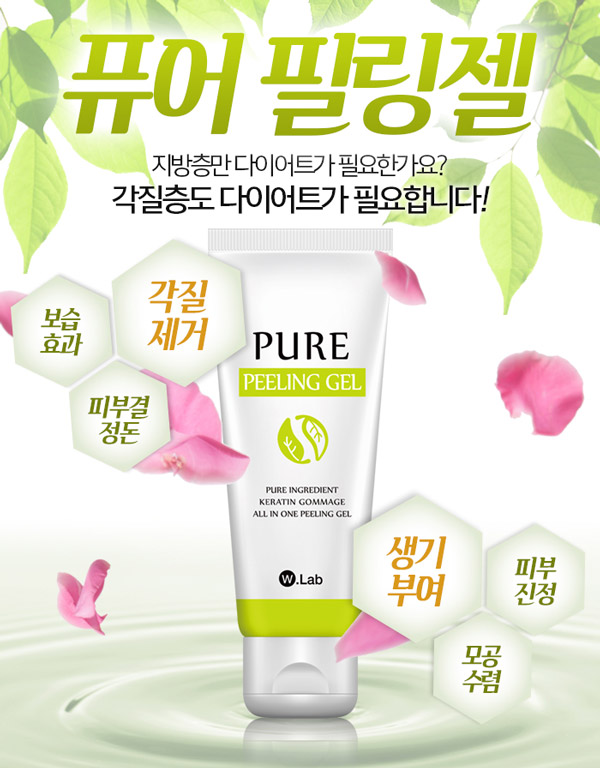 퓨어 필링젤
지방층만 다이어트가 필요한가요?
각질층도 다이어트가 필요합니다!
각질
제거
보습
효과
피부결
정돈
PURE
PEELING GEL
PURE INGREDIENT
KERATIN GOMMAGE
ALL IN ONE PEELING GEL
W.Lab
생기
부여
피부
진정
모공
수렴